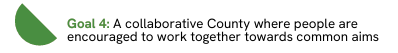 Goal 4: A collaborative County where people are
encouraged to work together towards common aims